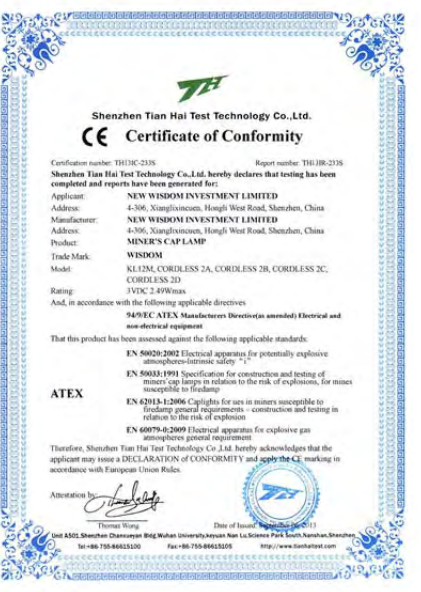 TH
Shenzhen Tian Hai Test Technology Co.,Ltd.
CE Certificate of Conformity
Certification number: TH13IC-233S Report number: TH13IR-233S
Shenzhen Tian Hai Test Technology Co.,Ltd. hereby declares that testing has been
completed and reports have been generated for:
Applicant: NEW WISDOM INVESTMENT LIMITED
Address: 4-306, Xianglixincuen, Hongli West Road, Shenzhen, China
Manufacturer: NEW WISDOM INVESTMENT LIMITED
Address: 4-306, Xianglixincuen, Hongli West Road, Shenzhen, China
Product: MINER'S CAP LAMP
Trade Mark WISDOM
Model: KL12M, CORDLESS 2A, CORDLESS 2B, CORDLESS 2C,
CORDLESS 2D
Rating: 3VDC 2.49Wmax
And, in accordance with the following applicable directives
94/9/EC ATEX Manufacturers Directive(as amended) Electrical and
non-electrical equipment
That this product has been assessed against the following applicable standards:
EN 50020:2002 Electrical apparatus for potentially explosive
atmospheres-Intrinsic safety "i"
EN 50033:1991 Specification for construction and testing of
miners' cap lamps in relation to the risk of explosions, for mines
susceptible to firedamp
ATEX
EN 62013-1:2006 Caplights for ues in miners susceptible to
firedamp general requirements - construction and testing in
relation to the risk of explosion
EN 60079-0:2009 Electrical apparatus for explosive gas
atmospheres general requirement
Therefore, Shenzhen Tian Hai Test Technology Co.,Ltd. hereby acknowledges that the
applicant may issue a DECLARATION of CONFORMITY and apply the CE marking in
accordance with European Union Rules.
Attestation by:
TH
Thomas Wong Date of Issued: September 2013
Unit A501,Shenzhen Chanxueyan Bldg,Wuhan University,keyuan Nan Lu,Science Park South,Nanshan,Shenzhen
Tel:+86-755-86615100 Fax:+86-755-86615105 http://www.tianhaitest.com